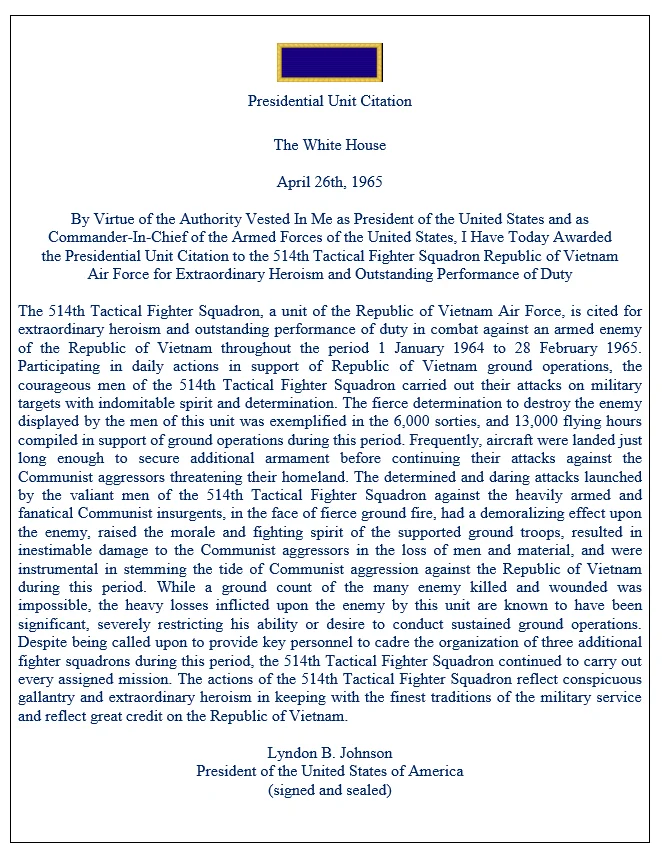 Presidential Unit Citation
The White House
April 26th, 1965
By Virtue of the Authority Vested In Me as President of the United States and as
Commander-In-Chief of the Armed Forces of the United States, I Have Today Awarded
the Presidential Unit Citation to the 514th Tactical Fighter Squadron Republic of Vietnam
Air Force for Extraordinary Heroism and Outstanding Performance of Duty
The 514th Tactical Fighter Squadron, a unit of the Republic of Vietnam Air Force, is cited for
extraordinary heroism and outstanding performance of duty in combat against an armed enemy
of the Republic of Vietnam throughout the period 1 January 1964 to 28 February 1965.
Participating in daily actions in support of Republic of Vietnam ground operations, the
courageous men of the 514th Tactical Fighter Squadron carried out their attacks on military
targets with indomitable spirit and determination. The fierce determination to destroy the enemy
displayed by the men of this unit was exemplified in the 6,000 sorties, and 13,000 flying hours
compiled in support of ground operations during this period. Frequently, aircraft were landed just
long enough to secure additional armament before continuing their attacks against the
Communist aggressors threatening their homeland. The determined and daring attacks launched
by the valiant men of the 514th Tactical Fighter Squadron against the heavily armed and
fanatical Communist insurgents, in the face of fierce ground fire, had a demoralizing effect upon
the enemy, raised the morale and fighting spirit of the supported ground troops, resulted in
inestimable damage to the Communist aggressors in the loss of men and material, and were
instrumental in stemming the tide of Communist aggression against the Republic of Vietnam
during this period. While a ground count of the many enemy killed and wounded was
impossible, the heavy losses inflicted upon the enemy by this unit are known to have been
significant, severely restricting his ability or desire to conduct sustained ground operations.
Despite being called upon to provide key personnel to cadre the organization of three additional
fighter squadrons during this period, the 514th Tactical Fighter Squadron continued to carry out
every assigned mission. The actions of the 514th Tactical Fighter Squadron reflect conspicuous
gallantry and extraordinary heroism in keeping with the finest traditions of the military service
and reflect great credit on the Republic of Vietnam.
Lyndon B. Johnson
President of the United States of America
(signed and sealed)